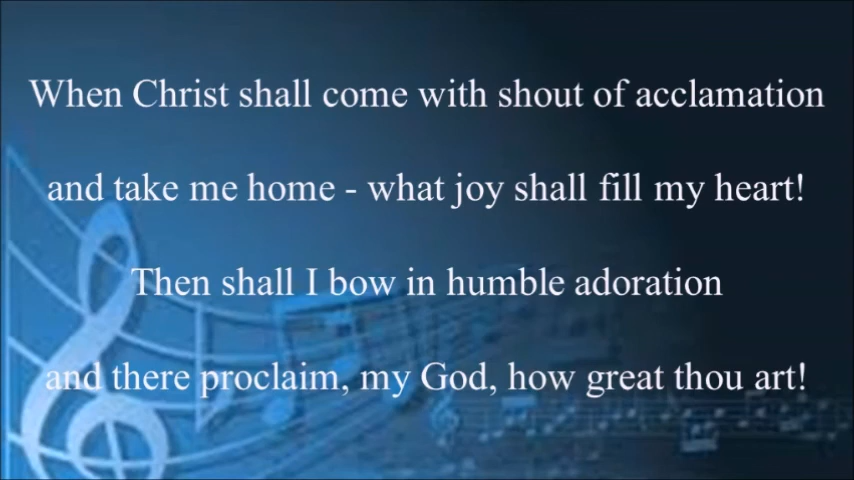 When Christ shall come with shout of acclamation
and take me home - what joy shall fill my heart!
Then shall I bow in humble adoration
and there proclaim, my God, how great thou art!